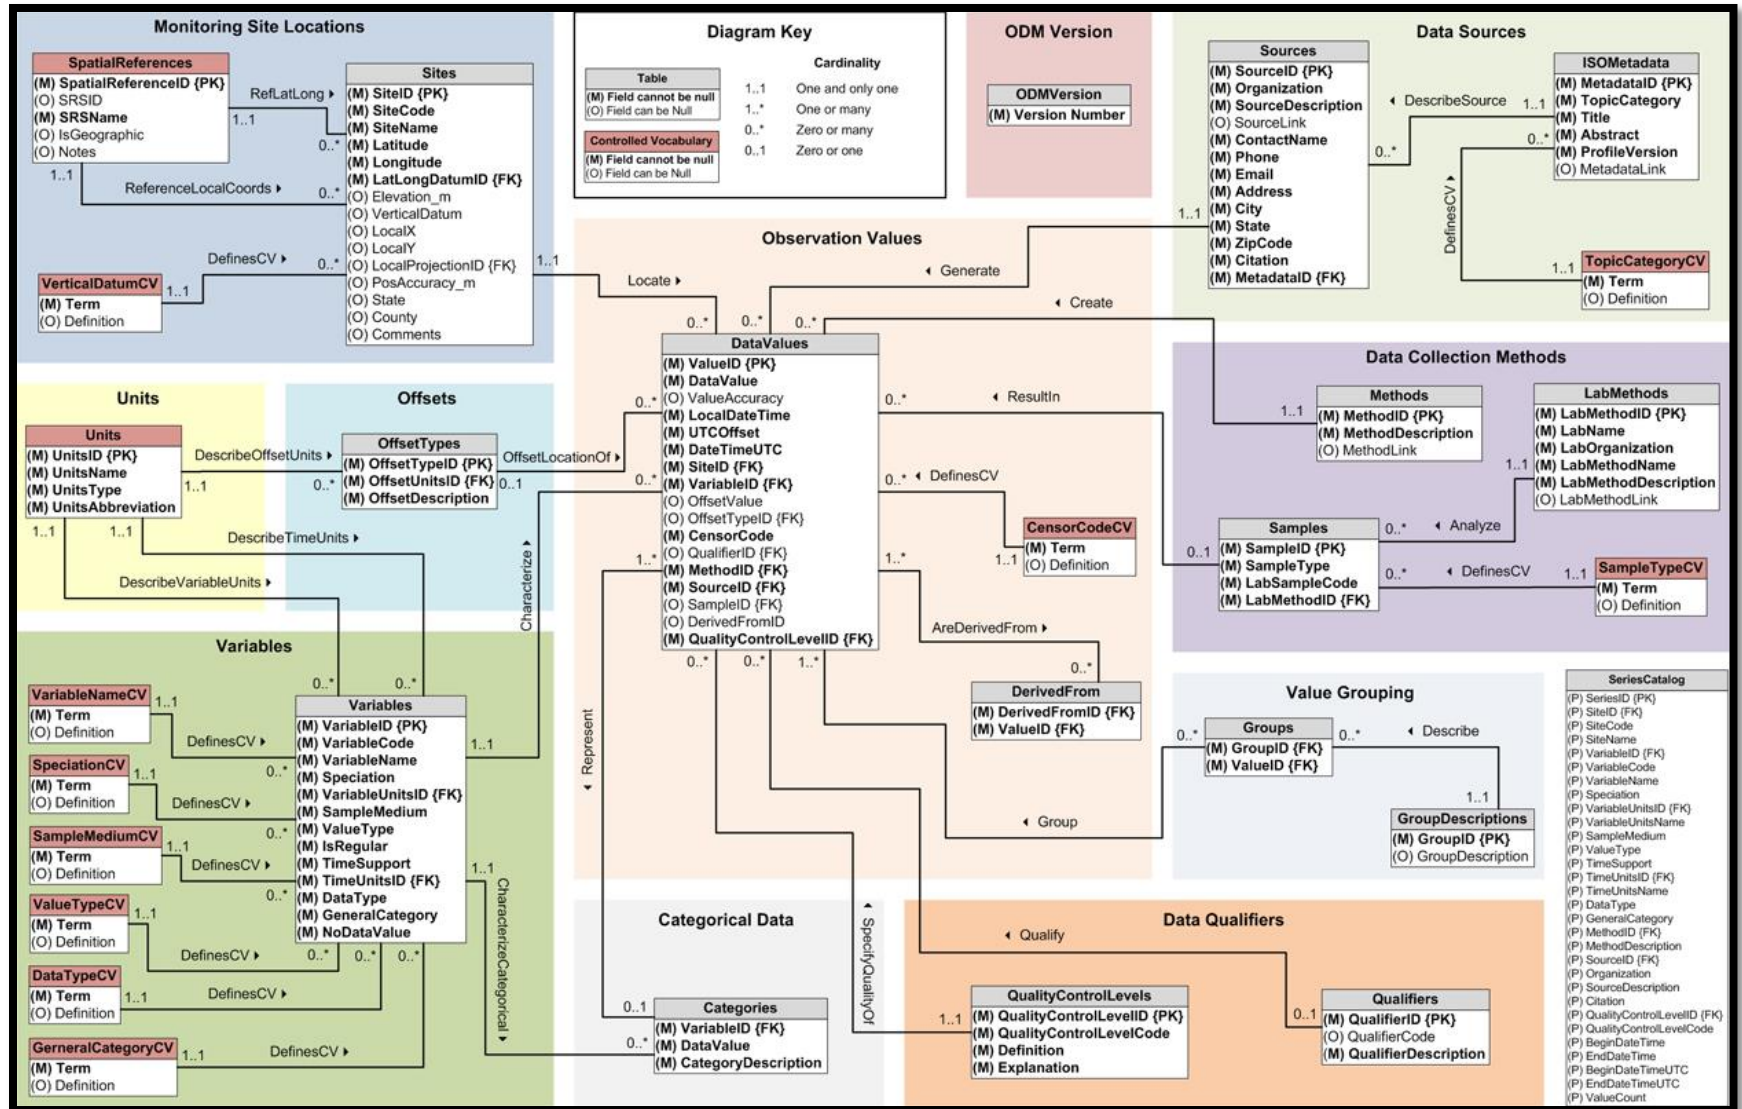 Monitoring Site Locations
SpatialReferences
(M) SpatialReferenceID {PK}
(O) SRSID
(M) SRSName
(O) IsGeographic
(O) Notes
RefLatLong
1..1
0..*
1..1
ReferenceLocalCoords
0..*
Sites
(M) SiteID {PK}
(M) SiteCode
(M) SiteName
(M) Latitude
(M) Longitude
(M) LatLongDatumID {FK}
(O) Elevation_m
(O) VerticalDatum
(O) LocalX
(O) LocalY
(O) LocalProjectionID {FK}
(O) PosAccuracy_m
(O) State
(O) County
(O) Comments
DefinesCV
0..*
1..1
VerticalDatumCV
(M) Term
(O) Definition
1..1
Diagram Key
Table
(M) Field cannot be null
(O) Field can be Null
Controlled Vocabulary
(M) Field cannot be null
(O) Field can be Null
Cardinality
1..1 One and only one
1..* One or many
0..* Zero or many
0..1 Zero or one
ODM Version
ODMVersion
(M) Version Number
Data Sources
Sources
(M) SourceID {PK}
(M) Organization
(M) SourceDescription
(O) SourceLink
(M) ContactName
(M) Phone
(M) Email
(M) Address
(M) City
(M) State
(M) ZipCode
(M) Citation
(M) MetadataID {FK}
DescribeSource
1..1
0..*
0..*
1..1
ISOMetadata
(M) MetadataID {PK}
(M) TopicCategory
(M) Title
(M) Abstract
(M) ProfileVersion
(O) MetadataLink
DefinesCV
1..1
TopicCategoryCV
(M) Term
(O) Definition
Observation Values
Locate
Generate
Create
0..*
0..*
0..*
DataValues
(M) ValueID {PK}
(M) DataValue
(O) ValueAccuracy
(M) LocalDateTime
(M) UTCOffset
(M) DateTimeUTC
(M) SiteID {FK}
(M) VariableID {FK}
(O) OffsetValue
(O) OffsetTypeID {FK}
(M) CensorCode
(O) QualifierID {FK}
(M) MethodID {FK}
(M) SourceID {FK}
(O) SampleID {FK}
(O) DerivedFromID
(M) QualityControlLevelID {FK}
0..*
0..*
1..*
0..*
ResultIn
0..*
DefinesCV
1..*
1..1
CensorCodeCV
(M) Term
(O) Definition
AreDerivedFrom
0..*
DerivedFrom
(M) DerivedFromID {FK}
(M) ValueID {FK}
0..*
0..*
1..*
Represent
Group
Data Collection Methods
Methods
(M) MethodID {PK}
(M) MethodDescription
(O) MethodLink
1..1
LabMethods
(M) LabMethodID {PK}
(M) LabName
(M) LabOrganization
(M) LabMethodName
(M) LabMethodDescription
(O) LabMethodLink
1..1
Samples
(M) SampleID {PK}
(M) SampleType
(M) LabSampleCode
(M) LabMethodID {FK}
0..1
0..*
Analyze
0..*
DefinesCV
1..1
SampleTypeCV
(M) Term
(O) Definition
Units
Units
(M) UnitsID {PK}
(M) UnitsName
(M) UnitsType
(M) UnitsAbbreviation
DescribeOffsetUnits
1..1
0..*
1..1
1..1
DescribeTimeUnits
DescribeVariableUnits
Offsets
OffsetTypes
(M) OffsetTypeID {PK}
(M) OffsetUnitsID {FK}
(M) OffsetDescription
OffsetLocationOf
0..1
Characterize
Variables
VariableNameCV
(M) Term
(O) Definition
1..1
DefinesCV
0..*
SpeciationCV
(M) Term
(O) Definition
1..1
DefinesCV
0..*
SampleMediumCV
(M) Term
(O) Definition
1..1
DefinesCV
0..*
ValueTypeCV
(M) Term
(O) Definition
1..1
DefinesCV
0..*
0..*
0..*
DataTypeCV
(M) Term
(O) Definition
1..1
DefinesCV
GerneralCategoryCV
(M) Term
(O) Definition
1..1
DefinesCV
0..*
0..*
Variables
(M) VariableID {PK}
(M) VariableCode
(M) VariableName
(M) Speciation
(M) VariableUnitsID {FK}
(M) SampleMedium
(M) ValueType
(M) IsRegular
(M) TimeSupport
(M) TimeUnitsID {FK}
(M) DataType
(M) GeneralCategory
(M) NoDataValue
1..1
1..1
CharacterizeCategorical
Categorical Data
0..1
0..*
Categories
(M) VariableID {FK}
(M) DataValue
(M) CategoryDescription
SpecifyQualityOf
Data Qualifiers
Qualify
1..1
QualityControlLevels
(M) QualityControlLevelID {PK}
(M) QualityControlLevelCode
(M) Definition
(M) Explanation
0..1
Qualifiers
(M) QualifierID {PK}
(O) QualifierCode
(M) QualifierDescription
Value Grouping
0..*
Groups
(M) GroupID {FK}
(M) ValueID {FK}
0..*
Describe
1..1
GroupDescriptions
(M) GroupID {PK}
(O) GroupDescription
SeriesCatalog
(P) SeriesID {PK}
(P) SiteID {FK}
(P) SiteCode
(P) SiteName
(P) VariableID {FK}
(P) VariableCode
(P) VariableName
(P) Speciation
(P) VariableUnitsID {FK}
(P) VariableUnitsName
(P) SampleMedium
(P) ValueType
(P) TimeSupport
(P) TimeUnitsID {FK}
(P) TimeUnitsName
(P) DataType
(P) GeneralCategory
(P) MethodID {FK}
(P) MethodDescription
(P) SourceID {FK}
(P) Organization
(P) SourceDescription
(P) Citation
(P) QualityControlLevelID {FK}
(P) QualityControlLevelCode
(P) BeginDateTime
(P) EndDateTime
(P) BeginDateTimeUTC
(P) EndDateTimeUTC
(P) ValueCount